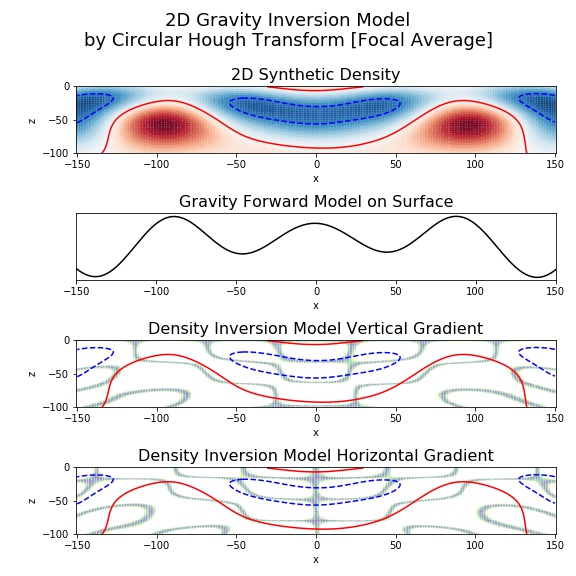 2D Gravity Inversion Model
by Circular Hough Transform [Focal Average]
2D Synthetic Density
0
−50
−100
z
−150 −100 −50 0 50 100 150
x
Gravity Forward Model on Surface
−150 −100 −50 0 50 100 150
x
Density Inversion Model Vertical Gradient
0
−50
−100
z
−150 −100 −50 0 50 100 150
x
Density Inversion Model Horizontal Gradient
0
−50
−100
z
−150 −100 −50 0 50 100 150
x